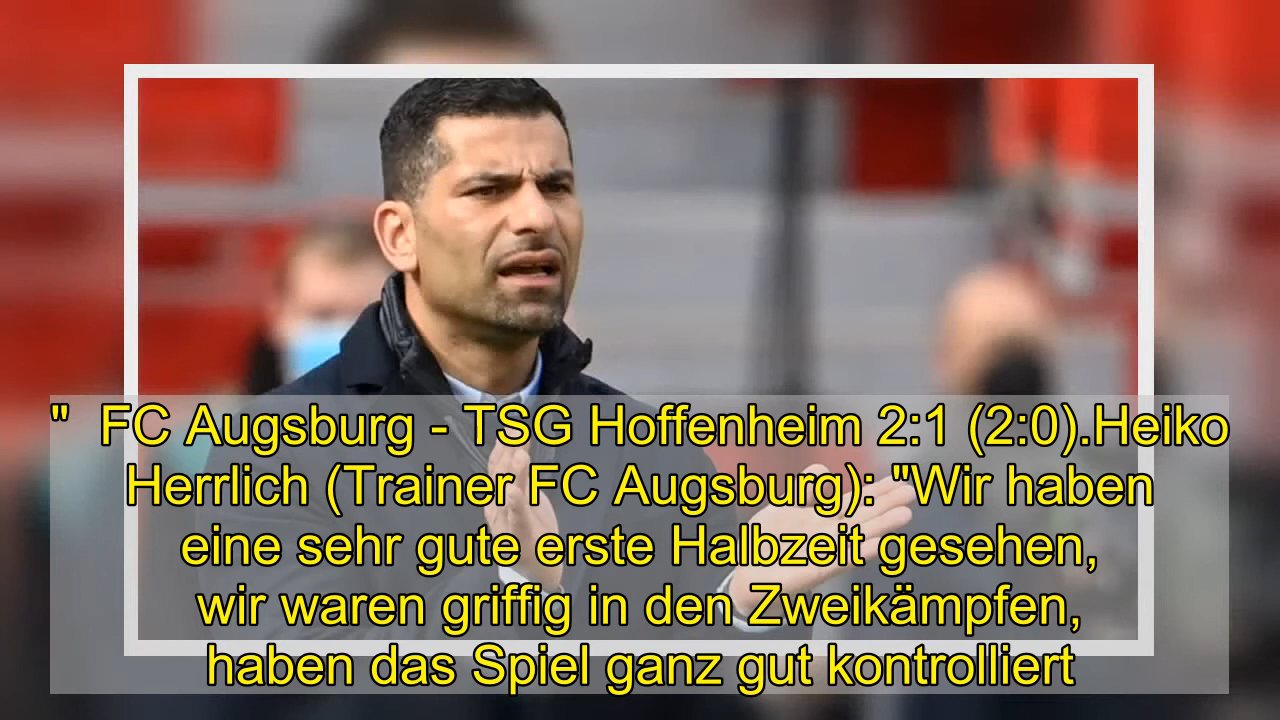 "  FC Augsburg - TSG Hoffenheim 2:1 (2:0).Heiko
Herrlich (Trainer FC Augsburg): "Wir haben
eine sehr gute erste Halbzeit gesehen,
wir waren griffig in den Zweikämpfen,
haben das Spiel ganz gut kontrolliert